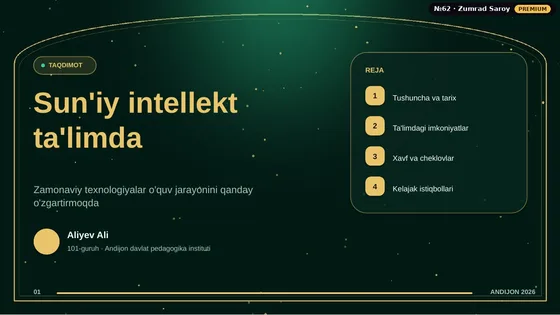 №62 · Zumrad Saroy PREMIUM
TAQDIMOT
Sun'iy intellekt
ta'limda
Zamonaviy texnologiyalar o'quv jarayonini qanday
o'zgartirmoqda
Aliyev Ali
101-guruh · Andijon davlat pedagogika instituti
REJA
1 Tushuncha va tarix
2 Ta'limdagi imkoniyatlar
3 Xavf va cheklovlar
4 Kelajak istiqbollari
01
ANDIJON 2026